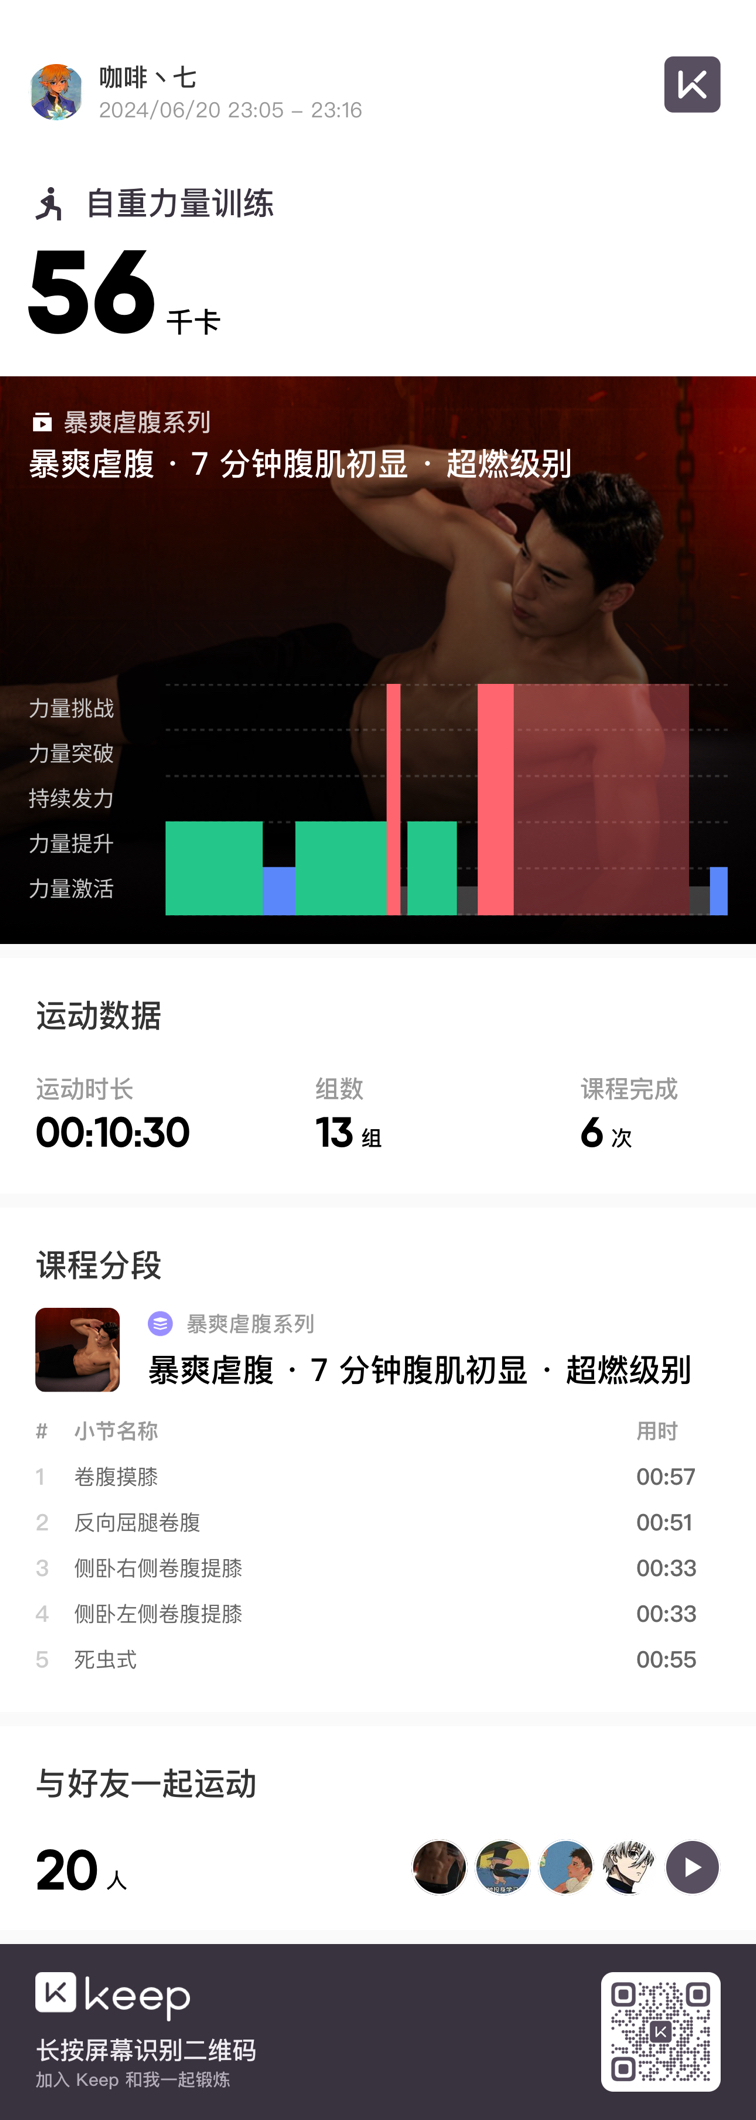 咖啡丶七
2024/06/20 23:05 – 23:16
自重力量训练
56 千卡
暴爽虐腹系列
暴爽虐腹 · 7 分钟腹肌初显 · 超燃级别
力量挑战
力量突破
持续发力
力量提升
力量激活
运动数据
运动时长 组数 课程完成
00:10:30 13 组 6 次
课程分段
暴爽虐腹系列
暴爽虐腹 · 7 分钟腹肌初显 · 超燃级别
# 小节名称 用时
1 卷腹摸膝 00:57
2 反向屈腿卷腹 00:51
3 侧卧右侧卷腹提膝 00:33
4 侧卧左侧卷腹提膝 00:33
5 死虫式 00:55
与好友一起运动
20 人
keep
长按屏幕识别二维码
加入 Keep 和我一起锻炼